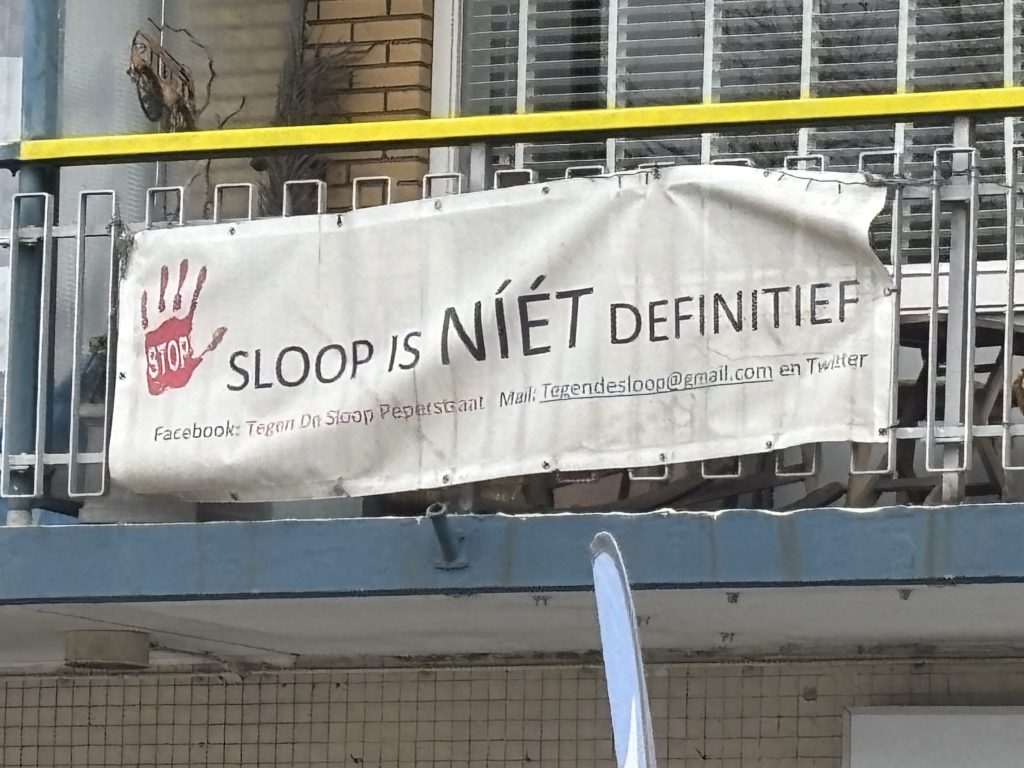 STOP
SLOOP IS NÍÉT DEFINITIEF
Facebook: Tegen De Sloop Peperstraat Mail: Tegendesloop@gmail.com en Twitter